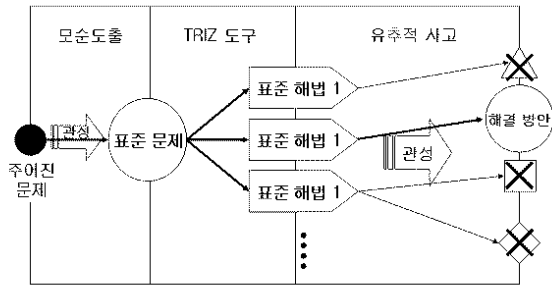 모순도출
TRIZ 도구
유추적 사고
표준 해법 1
관성
표준 문제
표준 해법 1
해결 방안
주어진
문제
관성
표준 해법 1